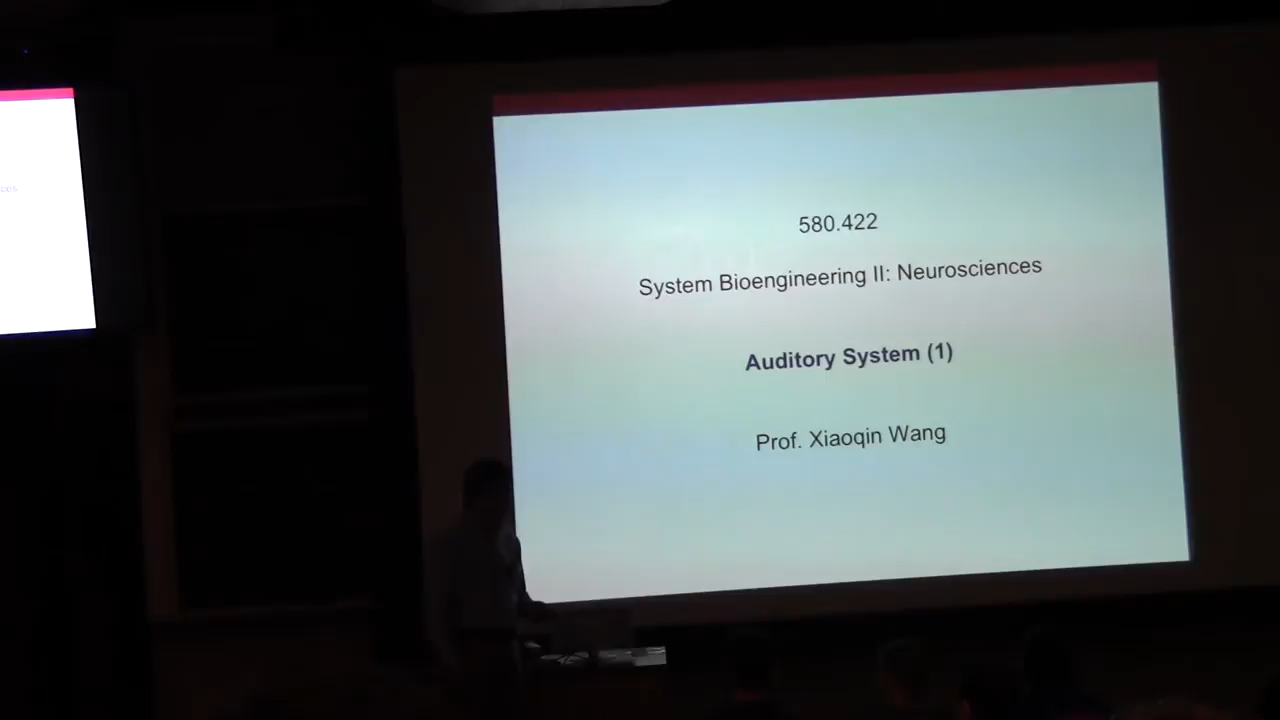 580.422
System Bioengineering II: Neurosciences
Auditory System (1)
Prof. Xiaoqin Wang